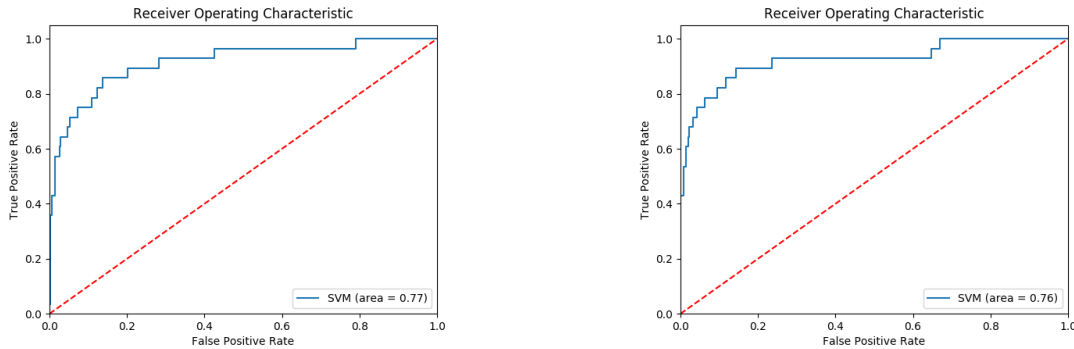 Receiver Operating Characteristic
1.0
0.8
0.6
0.4
0.2
0.0
True Positive Rate
SVM (area = 0.77)
0.0 0.2 0.4 0.6 0.8 1.0
False Positive Rate
Receiver Operating Characteristic
1.0
0.8
0.6
0.4
0.2
0.0
True Positive Rate
SVM (area = 0.76)
0.0 0.2 0.4 0.6 0.8 1.0
False Positive Rate